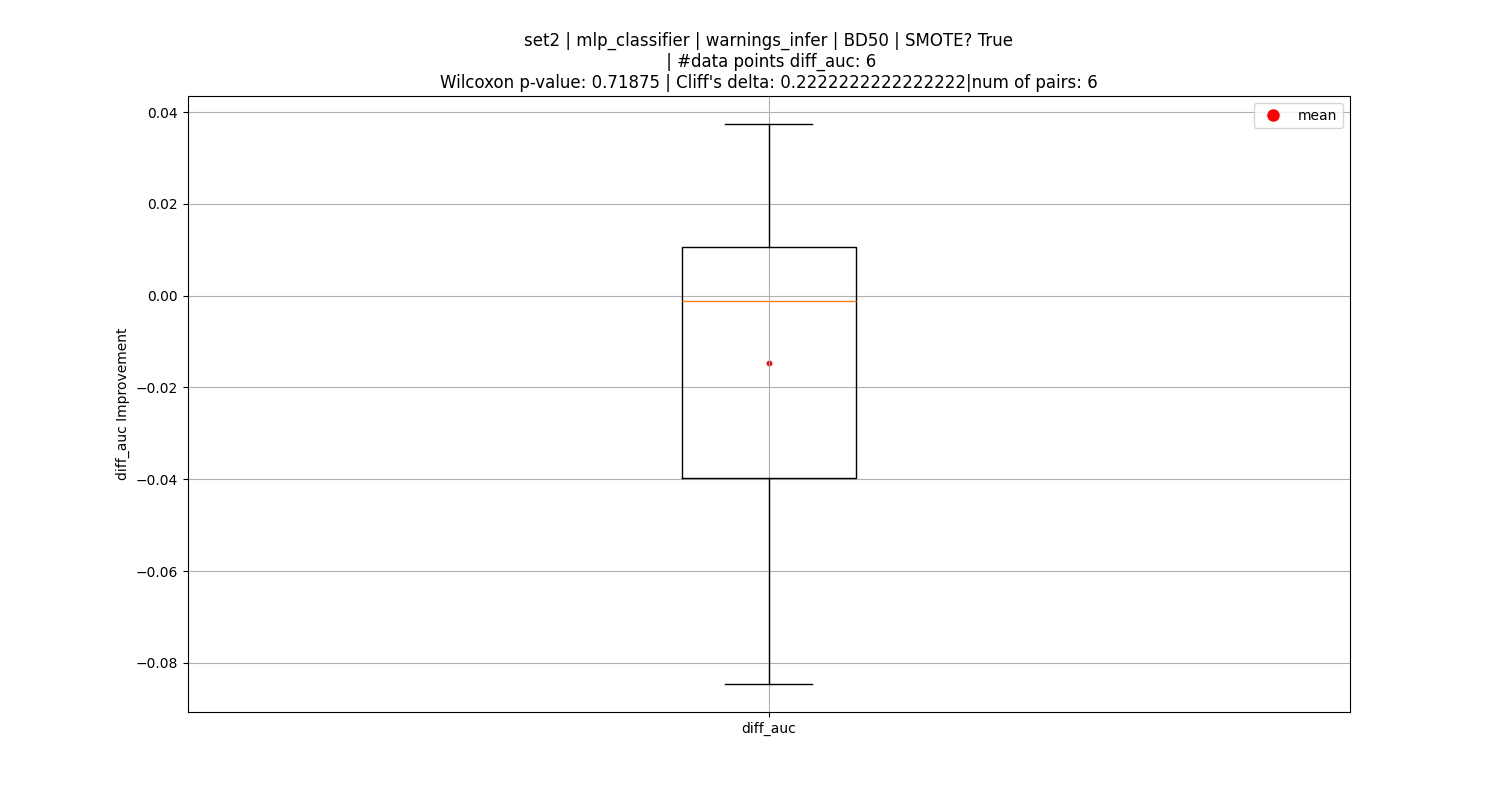 set2 | mlp_classifier | warnings_infer | BD50 | SMOTE? True
| #data points diff_auc: 6
Wilcoxon p-value: 0.71875 | Cliff's delta: 0.2222222222222222|num of pairs: 6
mean
0.04
0.02
0.00
−0.02
−0.04
−0.06
−0.08
diff_auc Improvement
diff_auc